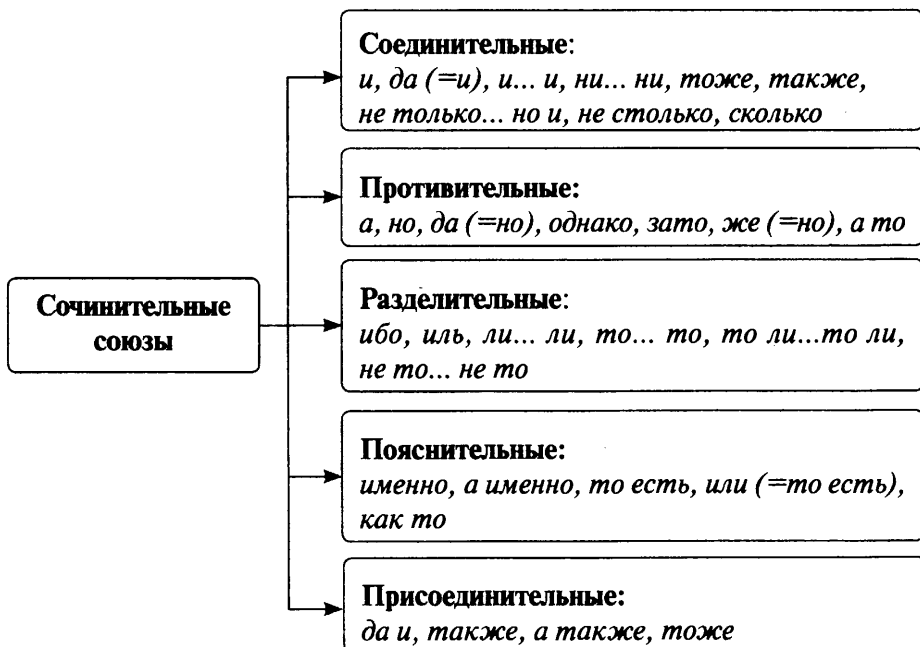 Соединительные:
и, да (=и), и... и, ни... ни, тоже, также,
не только... но и, не столько, сколько
Противительные:
а, но, да (=но), однако, зато, же (=но), а то
Сочинительные
союзы
Разделительные:
ибо, иль, ли... ли, то... то, то ли...то ли,
не то... не то
Пояснительные:
именно, а именно, то есть, или (=то есть),
как то
Присоединительные:
да и, также, а также, тоже